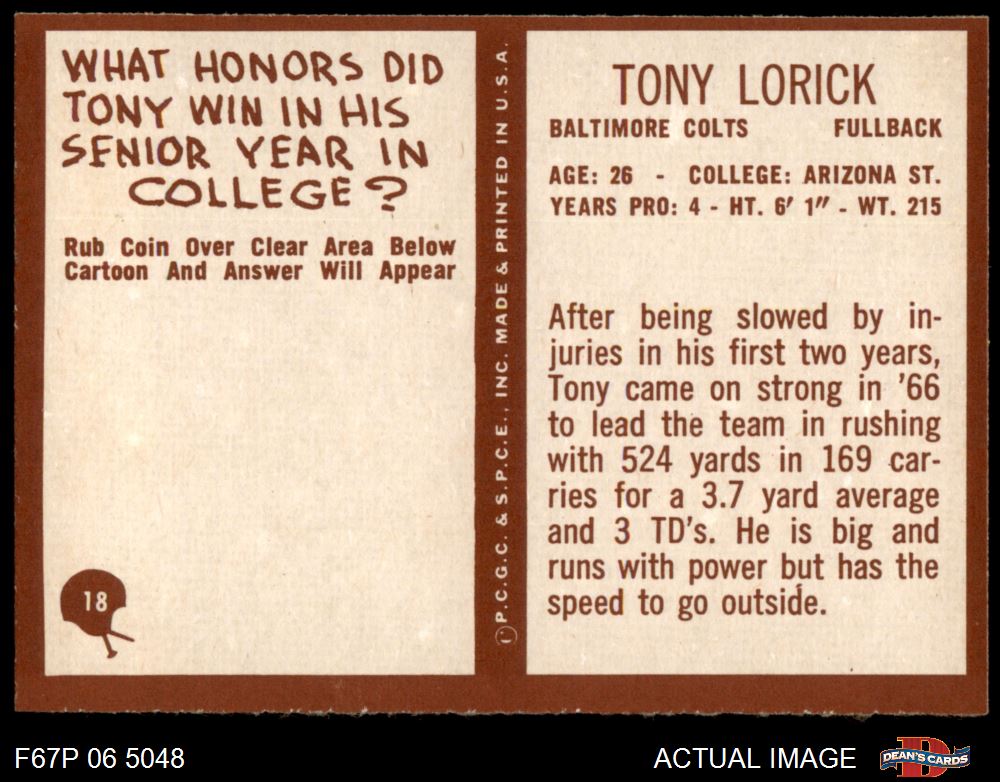 WHAT HONORS DID
TONY WIN IN HIS
SENIOR YEAR IN
COLLEGE?
Rub Coin Over Clear Area Below
Cartoon And Answer Will Appear
18
P.C.G.C. & S.P.C.E., INC. MADE & PRINTED IN U.S.A.
TONY LORICK
BALTIMORE COLTS FULLBACK
AGE: 26 - COLLEGE: ARIZONA ST.
YEARS PRO: 4 - HT. 6' 1" - WT. 215
After being slowed by in-
juries in his first two years,
Tony came on strong in '66
to lead the team in rushing
with 524 yards in 169 car-
ries for a 3.7 yard average
and 3 TD's. He is big and
runs with power but has the
speed to go outside.
F67P 06 5048
ACTUAL IMAGE
DEAN'S CARDS